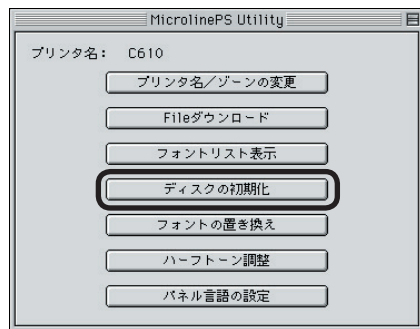 MicrolinePS Utility
プリンタ名: C610
プリンタ名/ゾーンの変更
Fileダウンロード
フォントリスト表示
ディスクの初期化
フォントの置き換え
ハーフトーン調整
パネル言語の設定